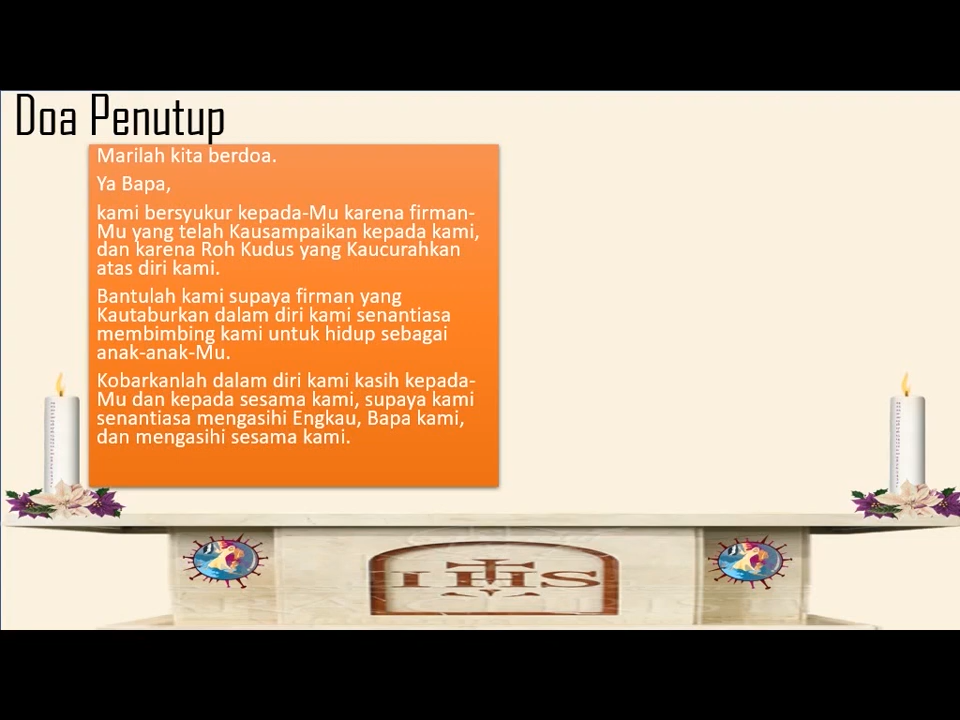 Doa Penutup
Marilah kita berdoa.
Ya Bapa,
kami bersyukur kepada-Mu karena firman-
Mu yang telah Kausampaikan kepada kami,
dan karena Roh Kudus yang Kaucurahkan
atas diri kami.
Bantulah kami supaya firman yang
Kautaburkan dalam diri kami senantiasa
membimbing kami untuk hidup sebagai
anak-anak-Mu.
Kobarkanlah dalam diri kami kasih kepada-
Mu dan kepada sesama kami, supaya kami
senantiasa mengasihi Engkau, Bapa kami,
dan mengasihi sesama kami.
IHS